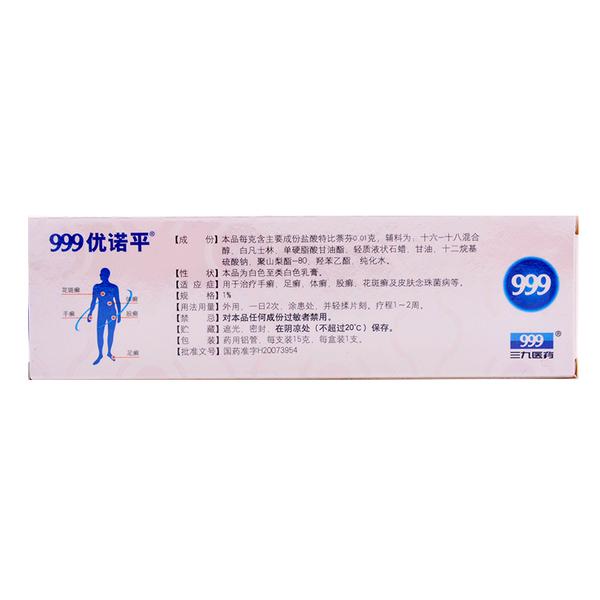 999优诺平®
花斑癣
体癣
手癣
股癣
足癣
【成 份】本品每克含主要成份盐酸特比萘芬0.01克，辅料为：十六—十八混合
醇、白凡士林、单硬脂酸甘油酯、轻质液状石蜡、甘油、十二烷基
硫酸钠、聚山梨酯-80、羟苯乙酯、纯化水。
【性 状】本品为白色至类白色乳膏。
【适 应 症】用于治疗手癣、足癣、体癣、股癣、花斑癣及皮肤念珠菌病等。
【规 格】1%
【用法用量】外用，一日2次，涂患处，并轻揉片刻。疗程1-2周。
【禁 忌】对本品任何成份过敏者禁用。
【贮 藏】遮光，密封，在阴凉处（不超过20℃）保存。
【包 装】药用铝管，每支装15克，每盒装1支。
【批准文号】国药准字H20073954
999
999®
三九医药